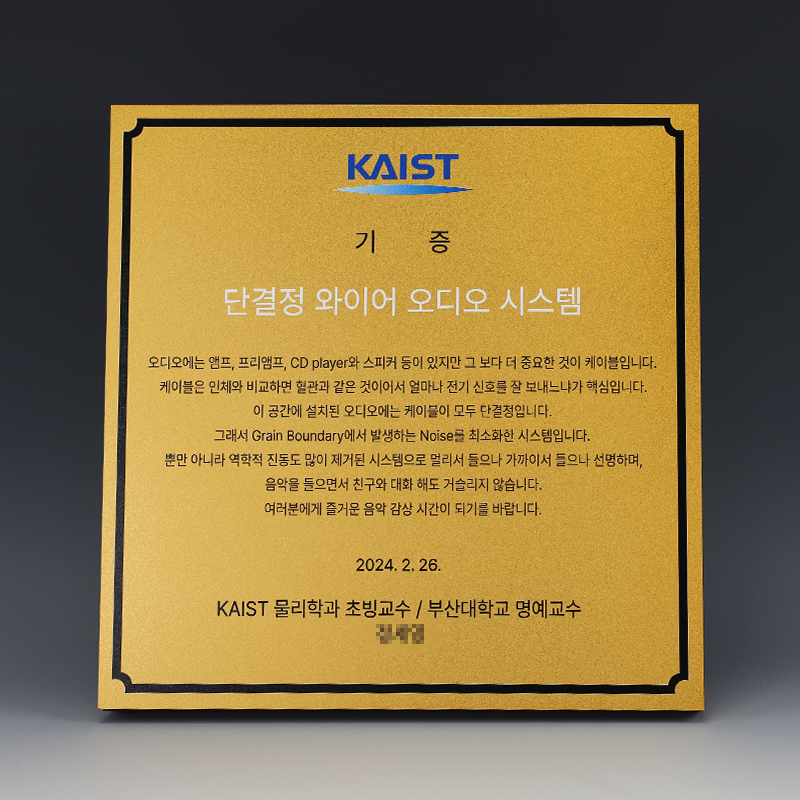 KAIST
기 증
단결정 와이어 오디오 시스템
오디오에는 앰프, 프리앰프, CD player와 스피커 등이 있지만 그 보다 더 중요한 것이 케이블입니다.
케이블은 인체와 비교하면 혈관과 같은 것이어서 얼마나 전기 신호를 잘 보내느냐가 핵심입니다.
이 공간에 설치된 오디오에는 케이블이 모두 단결정입니다.
그래서 Grain Boundary에서 발생하는 Noise를 최소화한 시스템입니다.
뿐만 아니라 역학적 진동도 많이 제거된 시스템으로 멀리서 들으나 가까이서 들으나 선명하며,
음악을 들으면서 친구와 대화 해도 거슬리지 않습니다.
여러분에게 즐거운 음악 감상 시간이 되기를 바랍니다.
2024. 2. 26.
KAIST 물리학과 초빙교수 / 부산대학교 명예교수